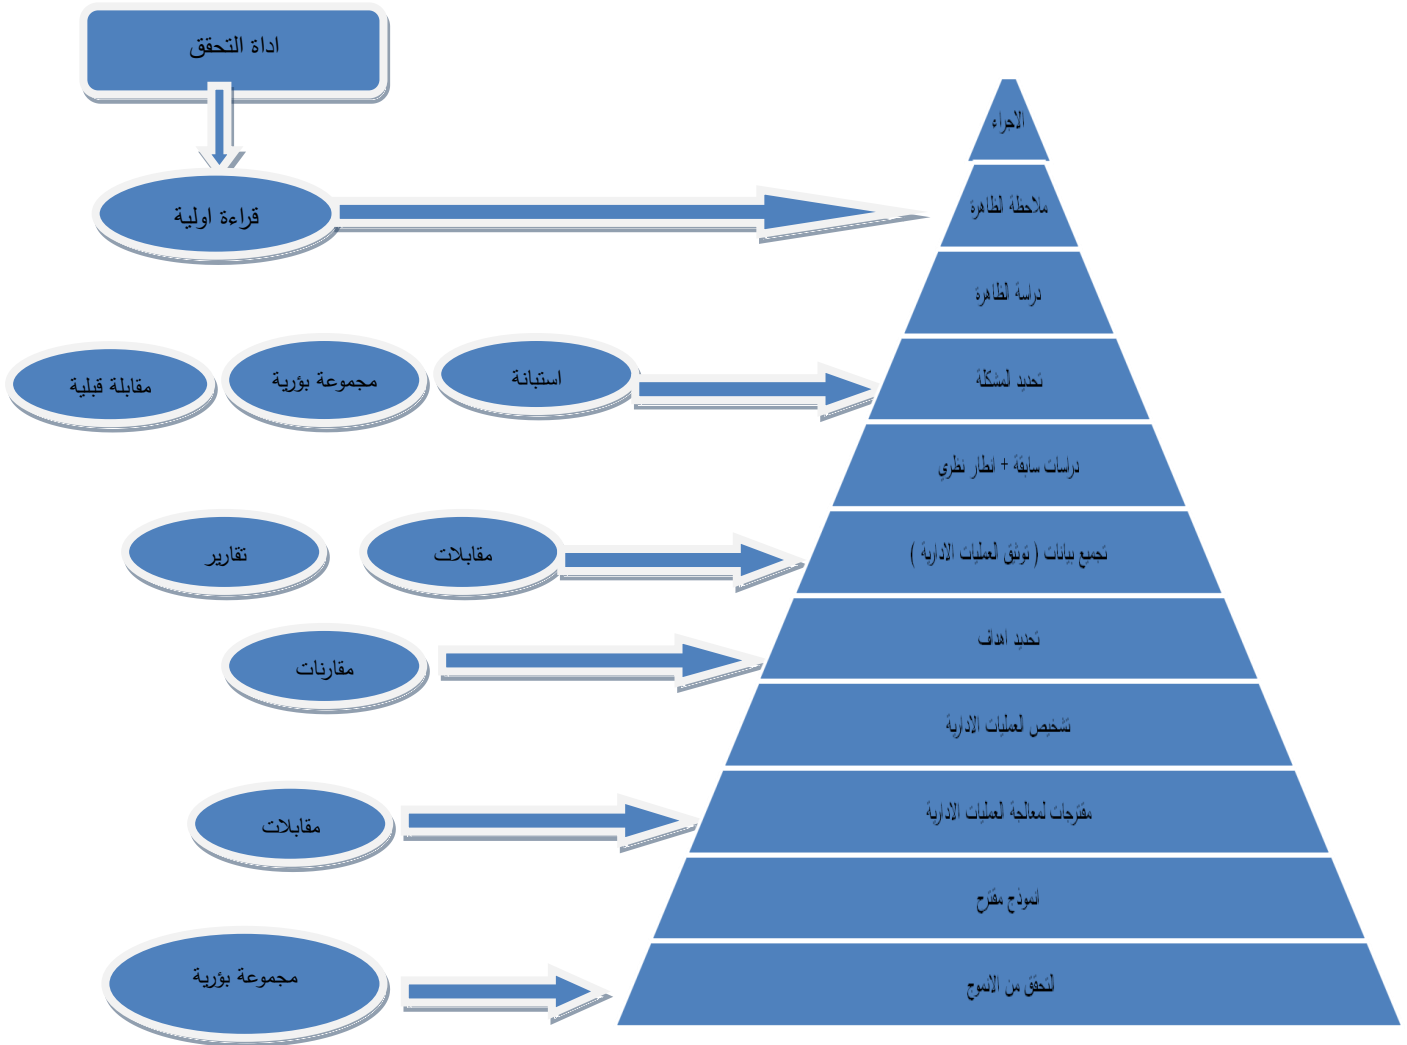 اداة التحقق
الاجراء
قراءة اولية
ملاحظة الظاهرة
دراسة الظاهرة
استبانة
مجموعة بؤرية
مقابلة قبلية
تحديد المشكلة
دراسات سابقة + اطار نظري
مقابلات
تقارير
تجميع بيانات ( توثيق العمليات الادارية )
تحديد اهداف
مقارنات
تشخيص العمليات الادارية
مقترحات لمعالجة العمليات الادارية
مقابلات
انموذج مقترح
مجموعة بؤرية
التحقق من الانموج